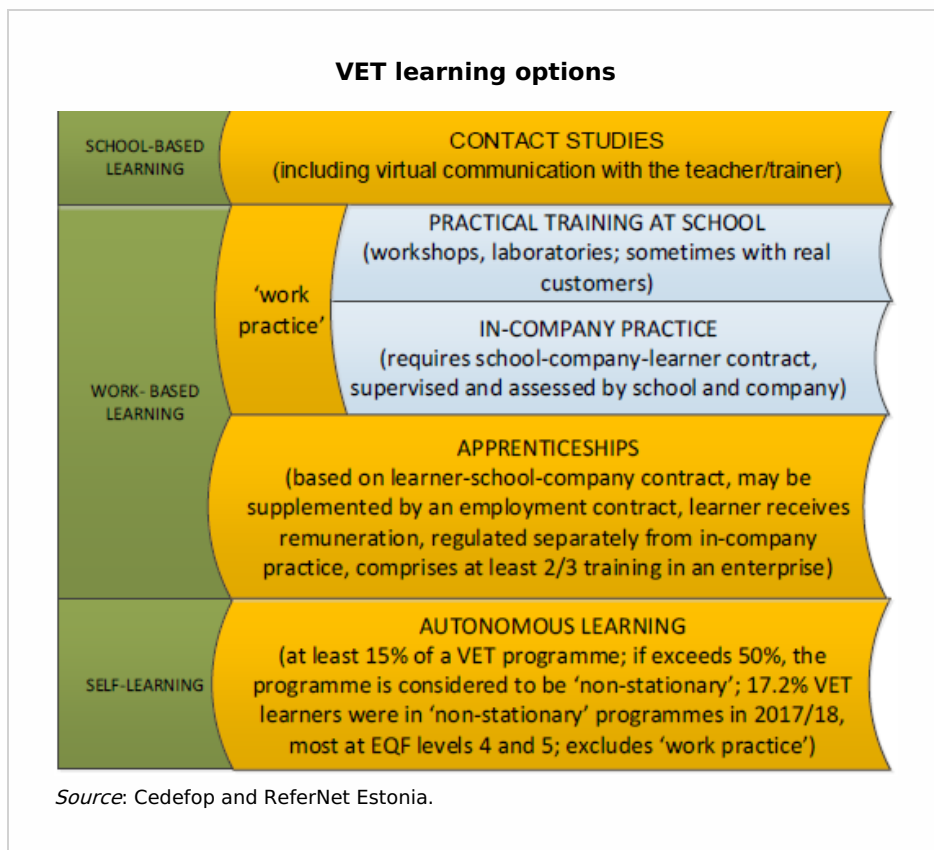 VET learning options
SCHOOL-BASED
LEARNING
CONTACT STUDIES
(including virtual communication with the teacher/trainer)
WORK- BASED
LEARNING
‘work
practice’
PRACTICAL TRAINING AT SCHOOL
(workshops, laboratories; sometimes with real
customers)
IN-COMPANY PRACTICE
(requires school-company-learner contract,
supervised and assessed by school and company)
APPRENTICESHIPS
(based on learner-school-company contract, may be
supplemented by an employment contract, learner receives
remuneration, regulated separately from in-company
practice, comprises at least 2/3 training in an enterprise)
SELF-LEARNING
AUTONOMOUS LEARNING
(at least 15% of a VET programme; if exceeds 50%, the
programme is considered to be ‘non-stationary’; 17.2% VET
learners were in ‘non-stationary’ programmes in 2017/18,
most at EQF levels 4 and 5; excludes ‘work practice’)
Source: Cedefop and ReferNet Estonia.